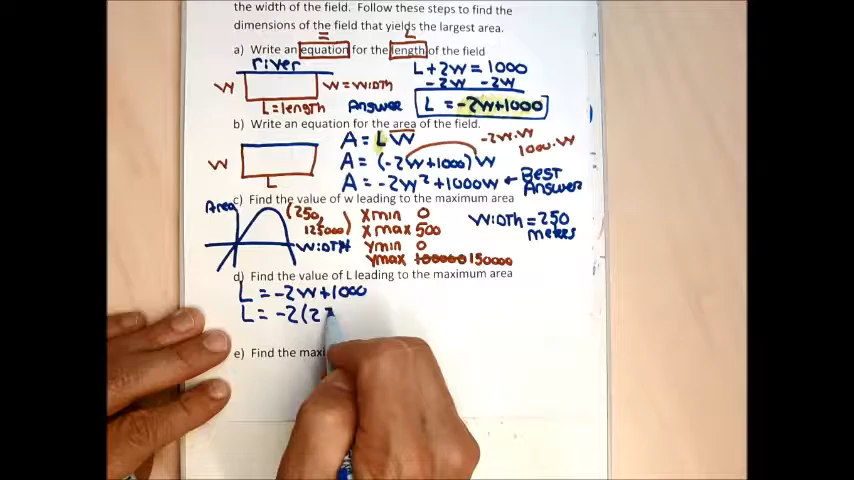 the width of the field. Follow these steps to find the
dimensions of the field that yields the largest area.
= L
a) Write an equation for the length of the field
river
W W = WIDTH
L = length
L + 2W = 1000
-2W -2W
Answer L = -2W + 1000
b) Write an equation for the area of the field.
A = L W
-2W·W
1000·W
W
L
A = (-2W + 1000) W
A = -2W² + 1000W ← Best Answer
c) Find the value of w leading to the maximum area
Area (250, 125000)
WIDTH
xmin 0
xmax 500
ymin 0
ymax 100000 150000
WIDTH = 250 meters
d) Find the value of L leading to the maximum area
L = -2W + 1000
L = -2(2
e) Find the maxi